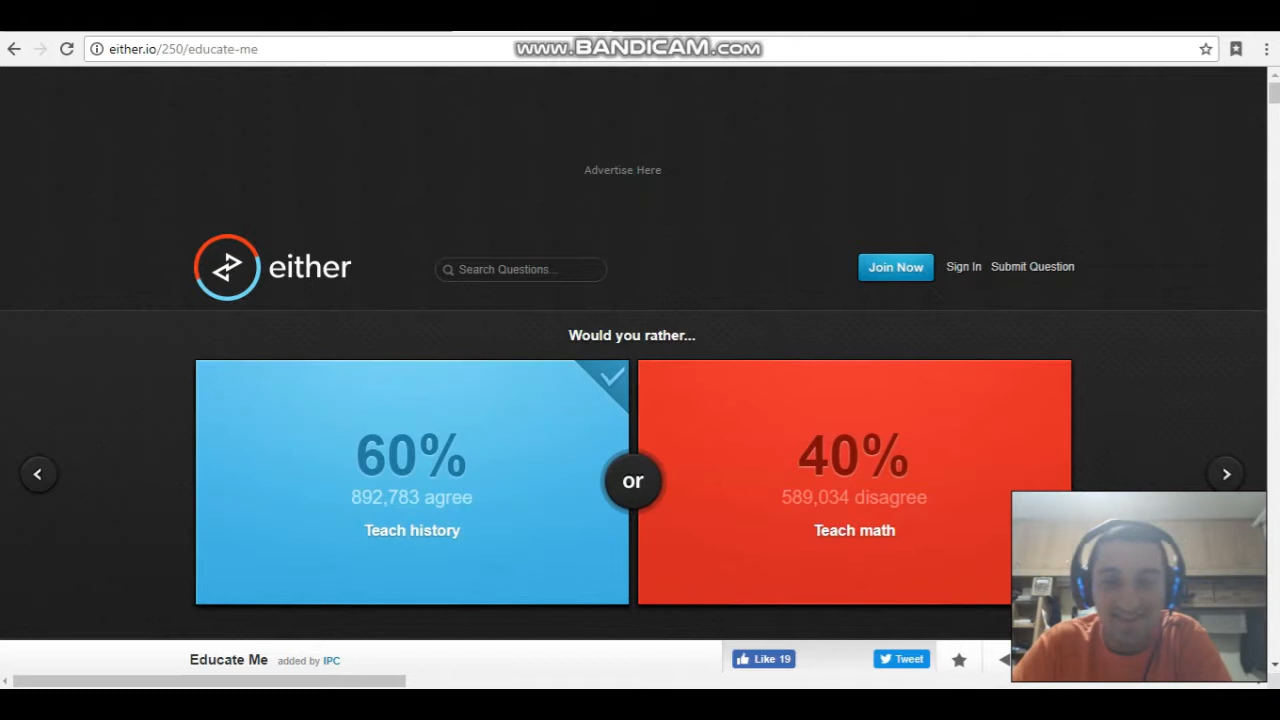 either.io/250/educate-me
www.BANDICAM.com
Advertise Here
either
Search Questions...
Join Now
Sign In
Submit Question
Would you rather...
60%
892,783 agree
Teach history
or
40%
589,034 disagree
Teach math
Educate Me added by IPC
Like 19
Tweet